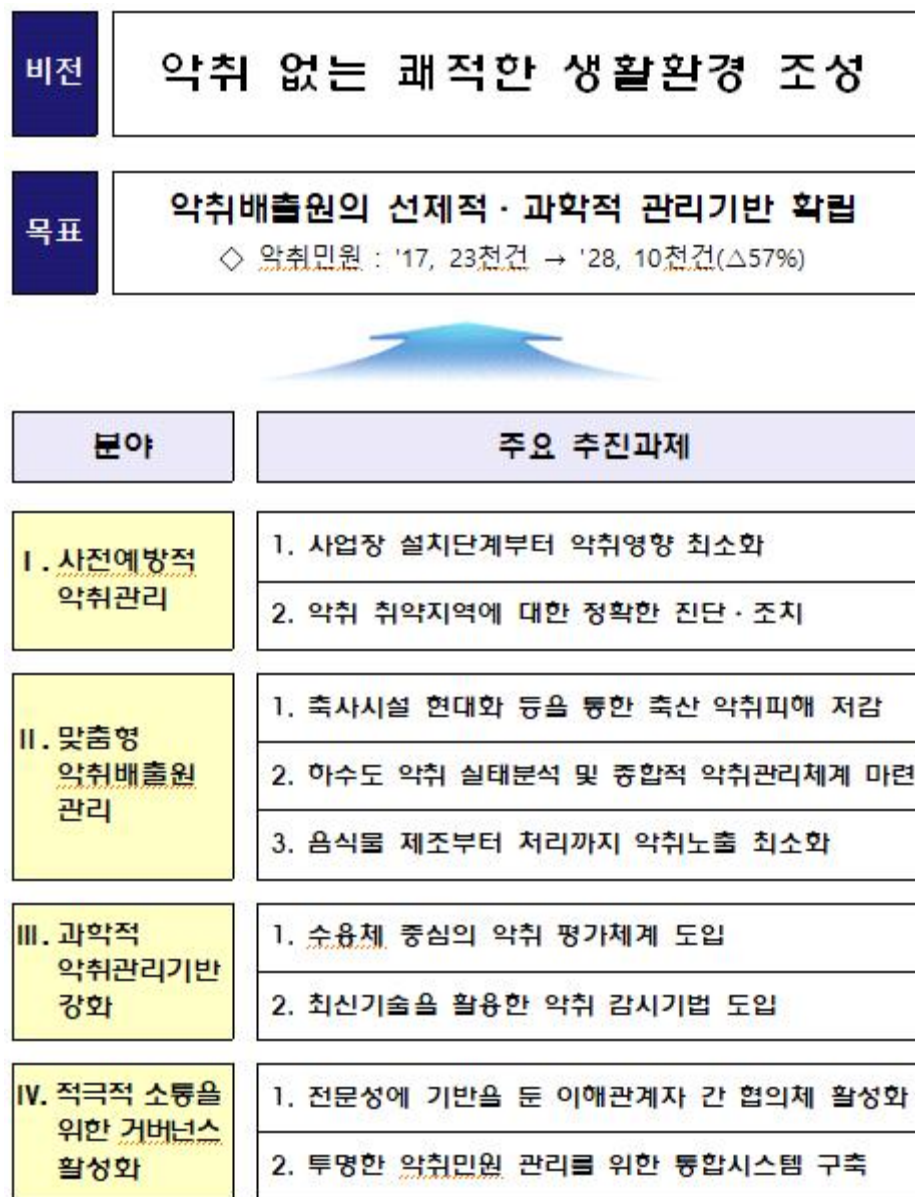 비전
악취 없는 쾌적한 생활환경 조성
목표
악취배출원의 선제적 · 과학적 관리기반 확립
◇ 악취민원 : '17, 23천건 → '28, 10천건(△57%)
분야
주요 추진과제
Ⅰ. 사전예방적
악취관리
1. 사업장 설치단계부터 악취영향 최소화
2. 악취 취약지역에 대한 정확한 진단 · 조치
Ⅱ. 맞춤형
악취배출원
관리
1. 축사시설 현대화 등을 통한 축산 악취피해 저감
2. 하수도 악취 실태분석 및 종합적 악취관리체계 마련
3. 음식물 제조부터 처리까지 악취노출 최소화
Ⅲ. 과학적
악취관리기반
강화
1. 수용체 중심의 악취 평가체계 도입
2. 최신기술을 활용한 악취 감시기법 도입
Ⅳ. 적극적 소통을
위한 거버넌스
활성화
1. 전문성에 기반을 둔 이해관계자 간 협의체 활성화
2. 투명한 악취민원 관리를 위한 통합시스템 구축